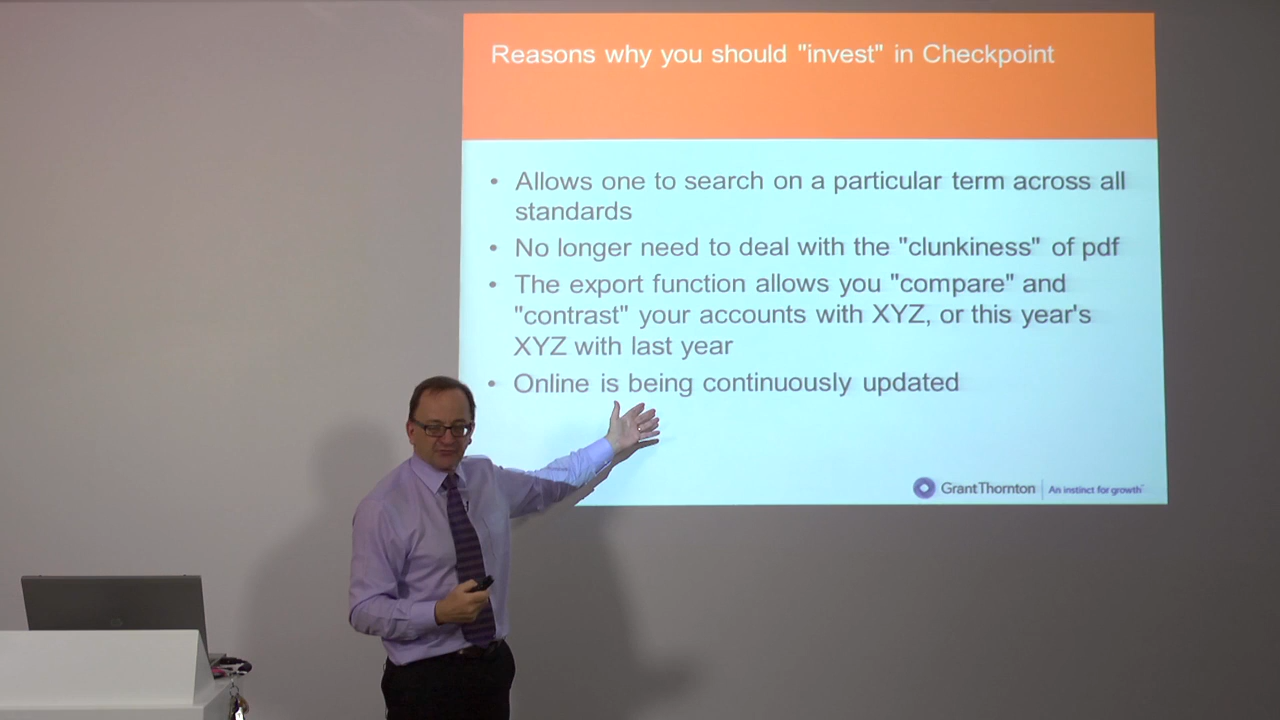 Reasons why you should "invest" in Checkpoint
• Allows one to search on a particular term across all
standards
• No longer need to deal with the "clunkiness" of pdf
• The export function allows you "compare" and
"contrast" your accounts with XYZ, or this year's
XYZ with last year
• Online is being continuously updated
GrantThornton An instinct for growth™
hp